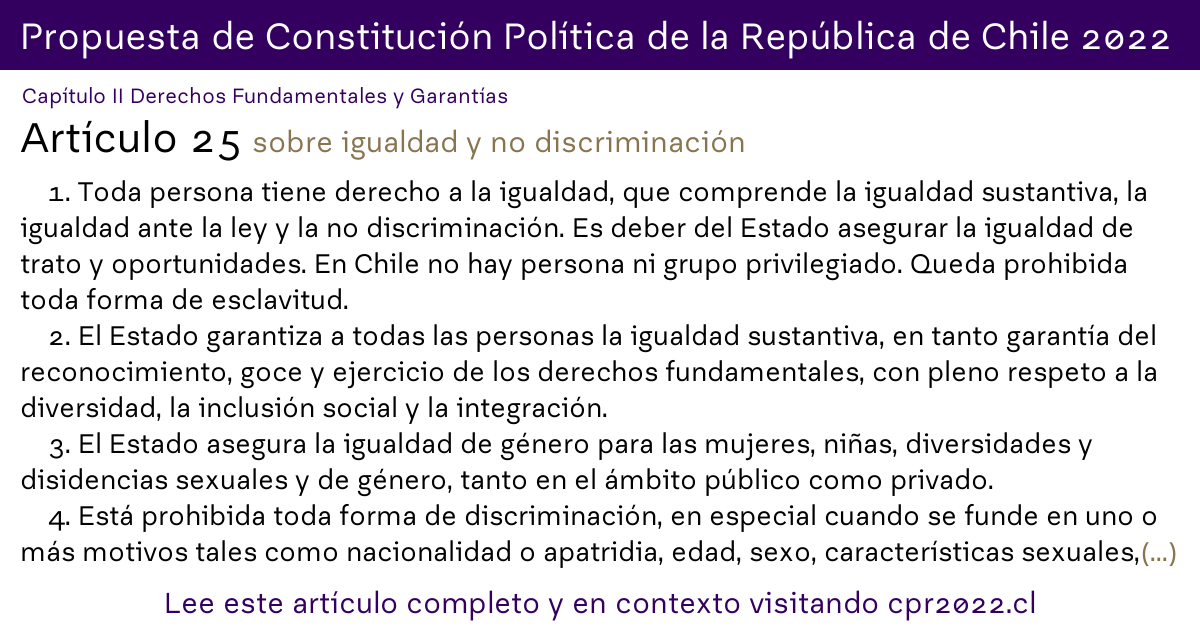 Propuesta de Constitución Política de la República de Chile 2022
Capítulo II Derechos Fundamentales y Garantías
Artículo 25 sobre igualdad y no discriminación
1. Toda persona tiene derecho a la igualdad, que comprende la igualdad sustantiva, la
igualdad ante la ley y la no discriminación. Es deber del Estado asegurar la igualdad de
trato y oportunidades. En Chile no hay persona ni grupo privilegiado. Queda prohibida
toda forma de esclavitud.
2. El Estado garantiza a todas las personas la igualdad sustantiva, en tanto garantía del
reconocimiento, goce y ejercicio de los derechos fundamentales, con pleno respeto a la
diversidad, la inclusión social y la integración.
3. El Estado asegura la igualdad de género para las mujeres, niñas, diversidades y
disidencias sexuales y de género, tanto en el ámbito público como privado.
4. Está prohibida toda forma de discriminación, en especial cuando se funde en uno o
más motivos tales como nacionalidad o apatridia, edad, sexo, características sexuales,(...)
Lee este artículo completo y en contexto visitando cpr2022.cl